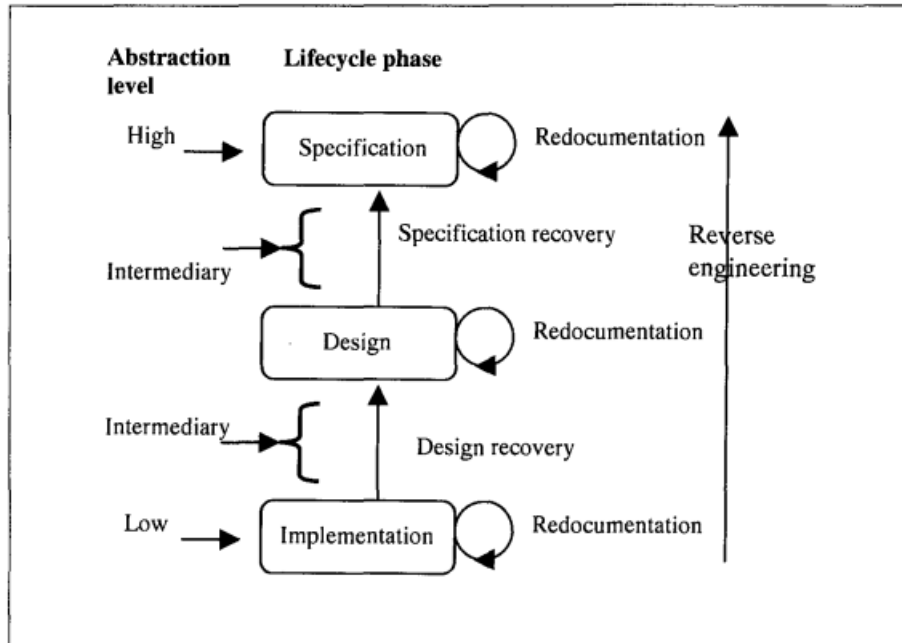 Abstraction
level
Lifecycle phase
High
Specification
Redocumentation
Specification recovery
Reverse
engineering
Intermediary
Design
Redocumentation
Intermediary
Design recovery
Low
Implementation
Redocumentation